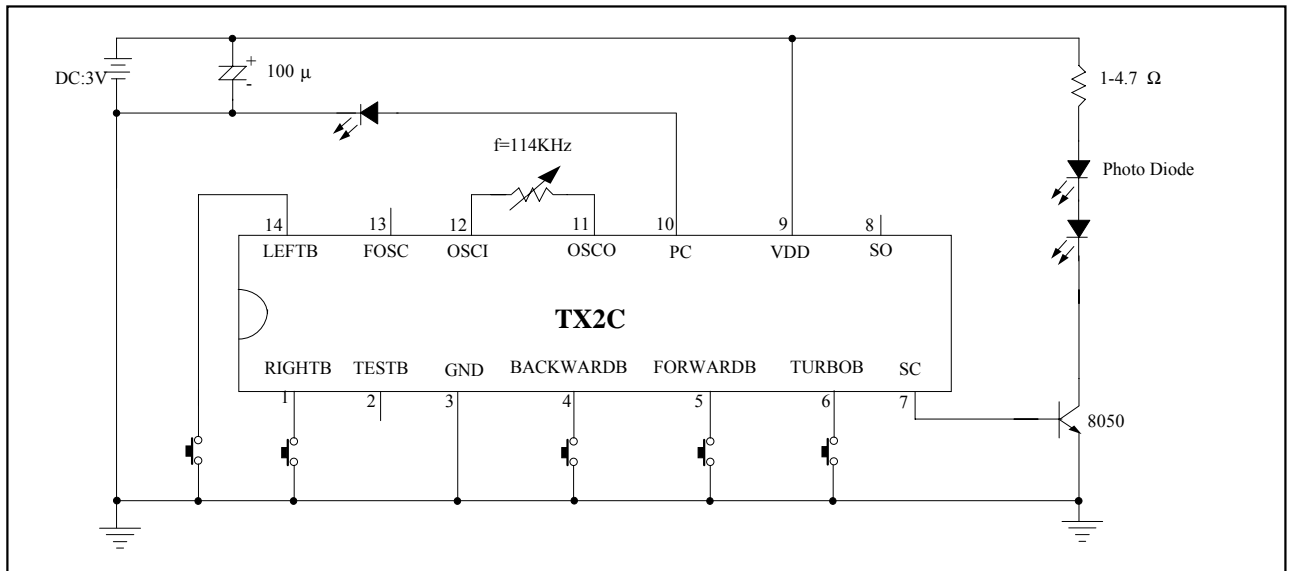 DC:3V
+
100 μ
-
1-4.7 Ω
f=114KHz
Photo Diode
14 13 12 11 10 9 8
LEFTB FOSC OSCI OSCO PC VDD SO
TX2C
RIGHTB TESTB GND BACKWARDB FORWARDB TURBOB SC
1 2 3 4 5 6 7
8050